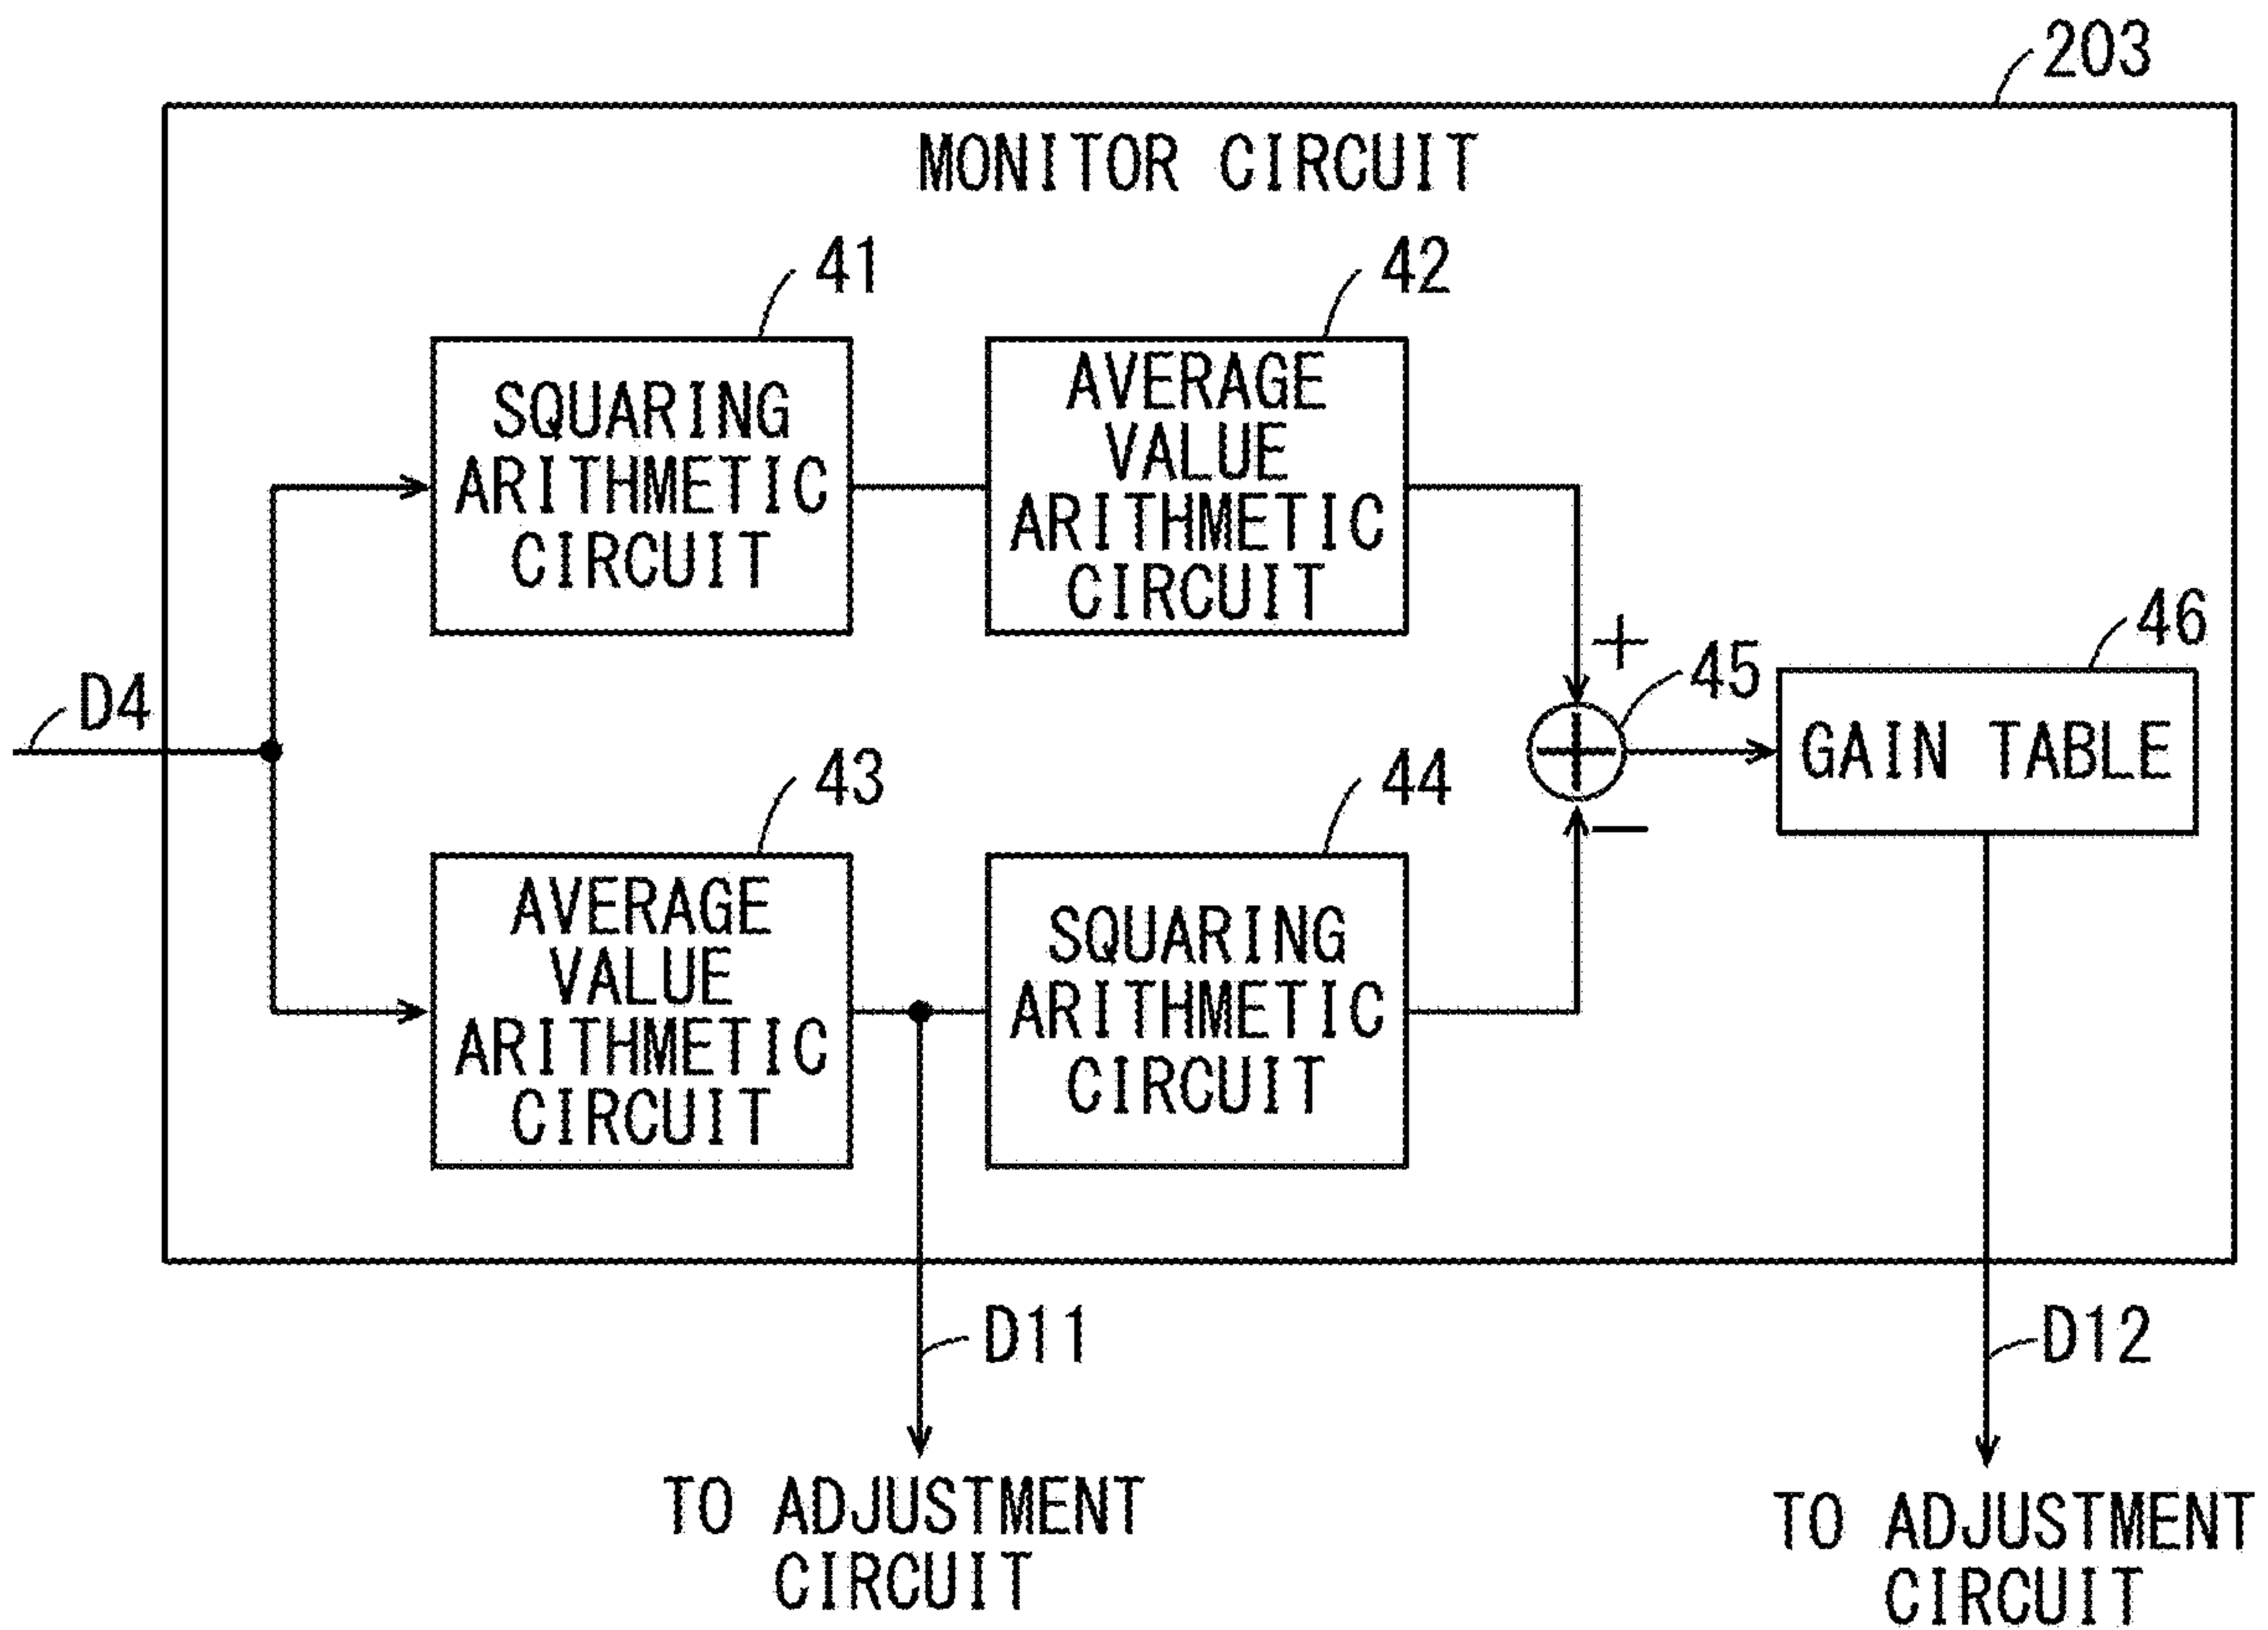 203
MONITOR CIRCUIT
41
42
SQUARING
ARITHMETIC
CIRCUIT
AVERAGE
VALUE
ARITHMETIC
CIRCUIT
+
45
46
D4
GAIN TABLE
43
44
−
AVERAGE
VALUE
ARITHMETIC
CIRCUIT
SQUARING
ARITHMETIC
CIRCUIT
D11
D12
TO ADJUSTMENT
CIRCUIT
TO ADJUSTMENT
CIRCUIT